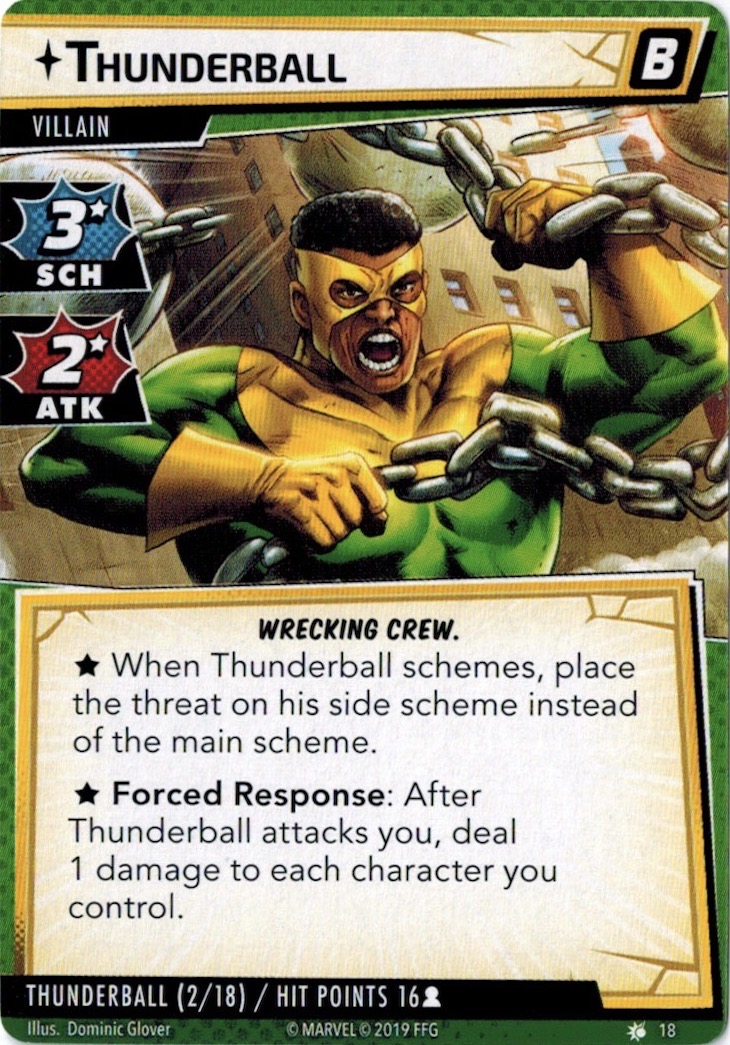 THUNDERBALL
B
VILLAIN
3★
SCH
2★
ATK
WRECKING CREW.
★ When Thunderball schemes, place
the threat on his side scheme instead
of the main scheme.
★ Forced Response: After
Thunderball attacks you, deal
1 damage to each character you
control.
THUNDERBALL (2/18) / HIT POINTS 16
Illus. Dominic Glover
© MARVEL © 2019 FFG
18